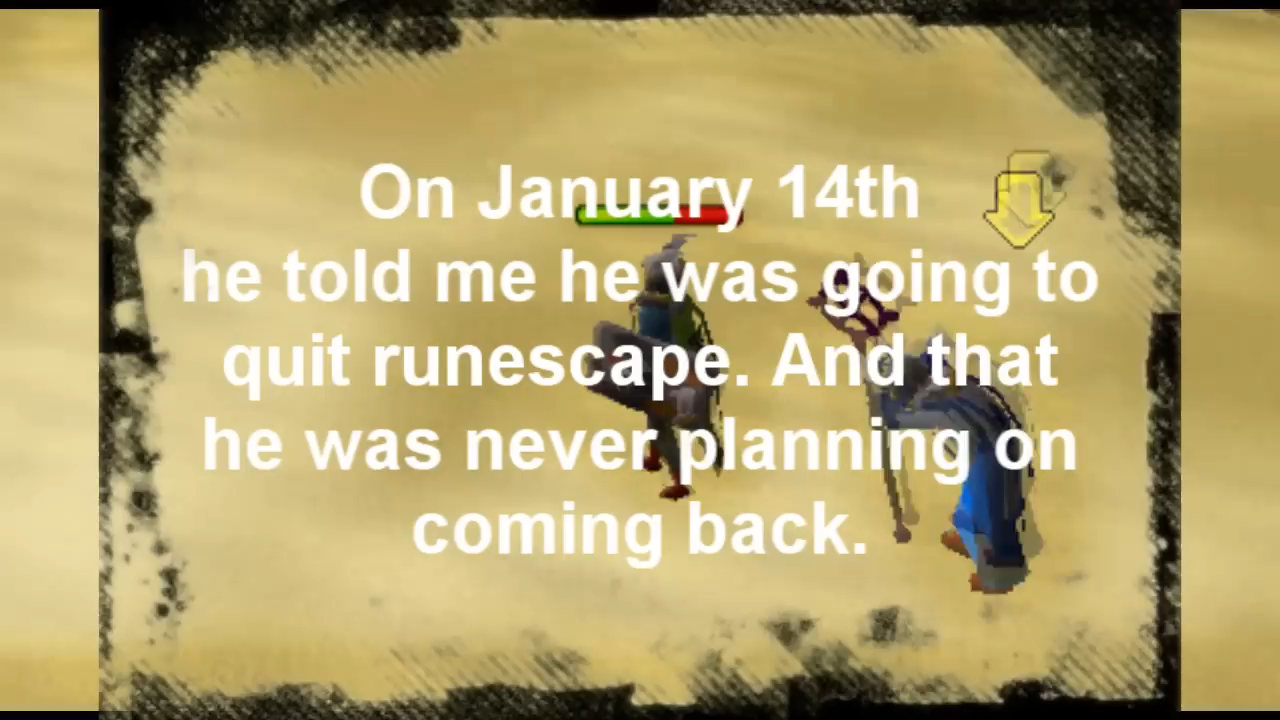 On January 14th
he told me he was going to
quit runescape. And that
he was never planning on
coming back.